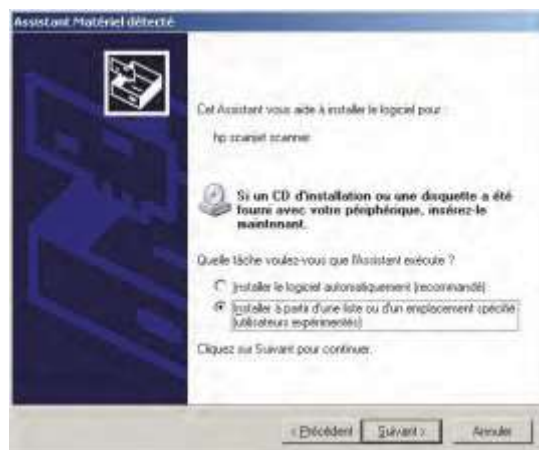 Assistant Matériel détecté
Cet Assistant vous aide à installer le logiciel pour :
hp scanjet scanner
Si un CD d'installation ou une disquette a été
fourni avec votre périphérique, insérez-le
maintenant.
Quelle tâche voulez-vous que l'Assistant exécute ?
Installer le logiciel automatiquement (recommandé)
Installer à partir d'une liste ou d'un emplacement spécifié
(utilisateurs expérimentés)
Cliquez sur Suivant pour continuer.
< Précédent
Suivant >
Annuler